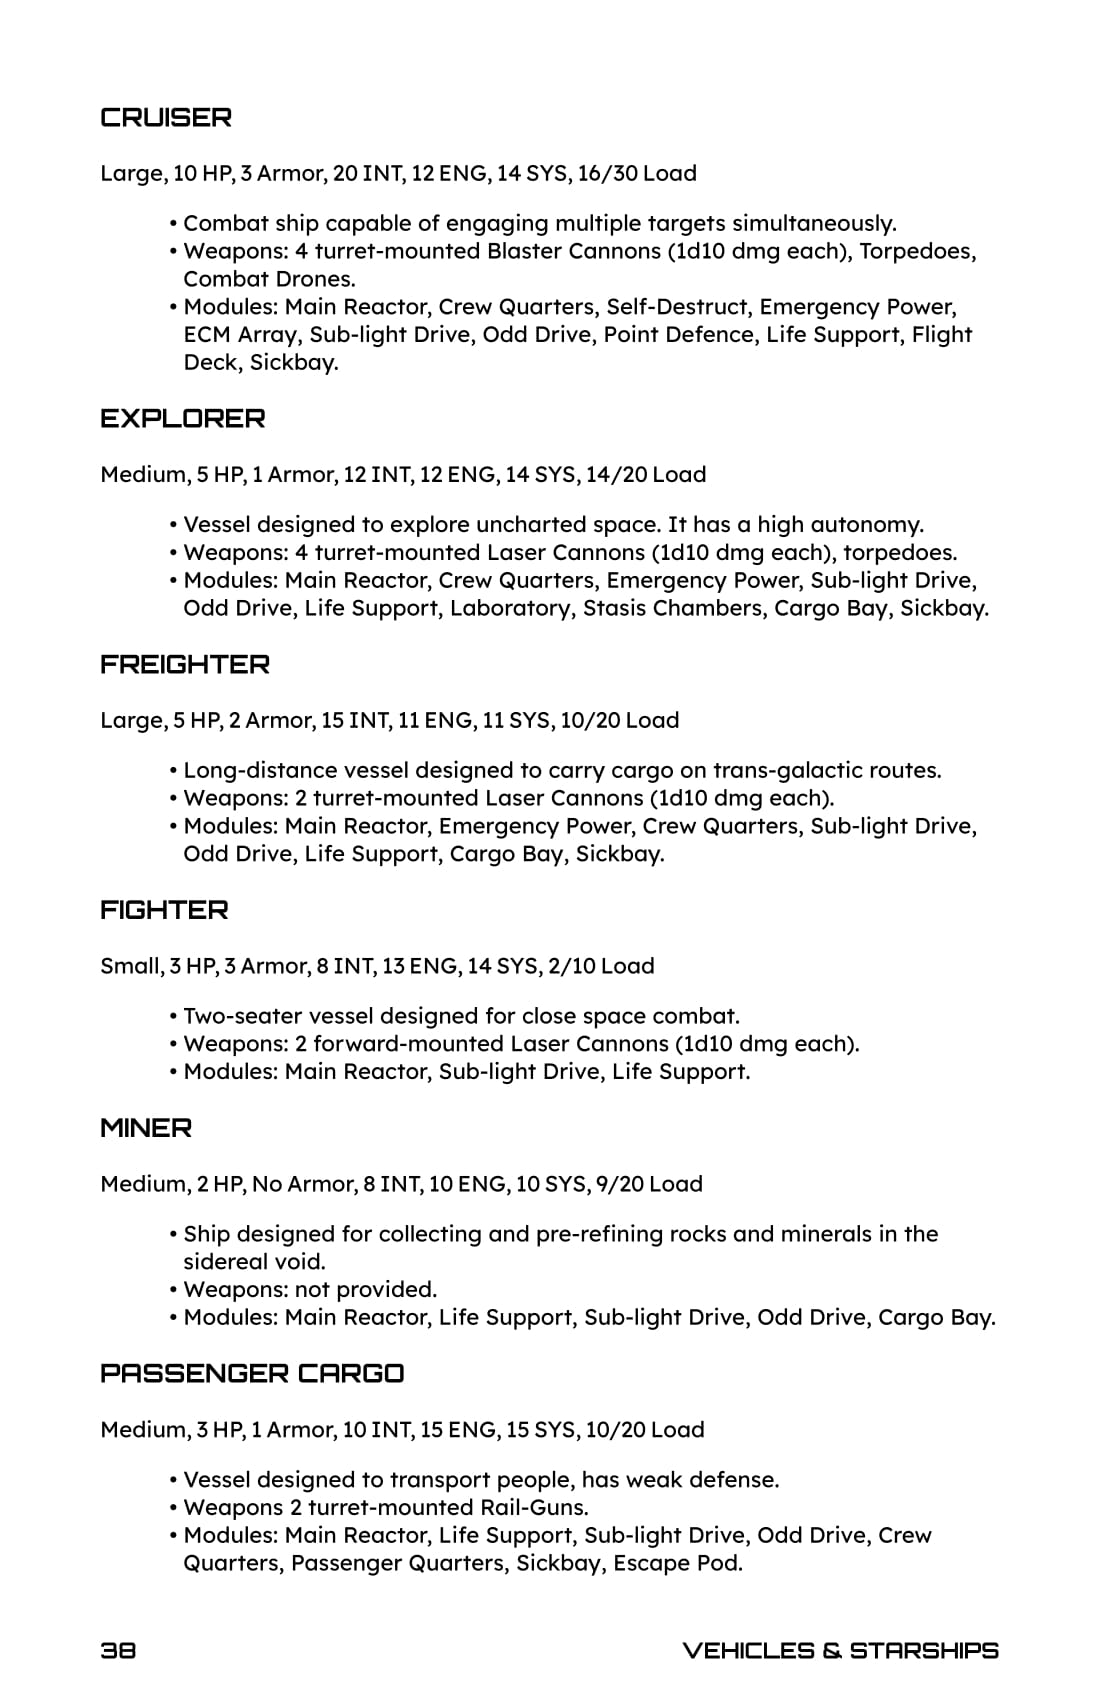 CRUISER
Large, 10 HP, 3 Armor, 20 INT, 12 ENG, 14 SYS, 16/30 Load
• Combat ship capable of engaging multiple targets simultaneously.
• Weapons: 4 turret-mounted Blaster Cannons (1d10 dmg each), Torpedoes,
Combat Drones.
• Modules: Main Reactor, Crew Quarters, Self-Destruct, Emergency Power,
ECM Array, Sub-light Drive, Odd Drive, Point Defence, Life Support, Flight
Deck, Sickbay.
EXPLORER
Medium, 5 HP, 1 Armor, 12 INT, 12 ENG, 14 SYS, 14/20 Load
• Vessel designed to explore uncharted space. It has a high autonomy.
• Weapons: 4 turret-mounted Laser Cannons (1d10 dmg each), torpedoes.
• Modules: Main Reactor, Crew Quarters, Emergency Power, Sub-light Drive,
Odd Drive, Life Support, Laboratory, Stasis Chambers, Cargo Bay, Sickbay.
FREIGHTER
Large, 5 HP, 2 Armor, 15 INT, 11 ENG, 11 SYS, 10/20 Load
• Long-distance vessel designed to carry cargo on trans-galactic routes.
• Weapons: 2 turret-mounted Laser Cannons (1d10 dmg each).
• Modules: Main Reactor, Emergency Power, Crew Quarters, Sub-light Drive,
Odd Drive, Life Support, Cargo Bay, Sickbay.
FIGHTER
Small, 3 HP, 3 Armor, 8 INT, 13 ENG, 14 SYS, 2/10 Load
• Two-seater vessel designed for close space combat.
• Weapons: 2 forward-mounted Laser Cannons (1d10 dmg each).
• Modules: Main Reactor, Sub-light Drive, Life Support.
MINER
Medium, 2 HP, No Armor, 8 INT, 10 ENG, 10 SYS, 9/20 Load
• Ship designed for collecting and pre-refining rocks and minerals in the
sidereal void.
• Weapons: not provided.
• Modules: Main Reactor, Life Support, Sub-light Drive, Odd Drive, Cargo Bay.
PASSENGER CARGO
Medium, 3 HP, 1 Armor, 10 INT, 15 ENG, 15 SYS, 10/20 Load
• Vessel designed to transport people, has weak defense.
• Weapons 2 turret-mounted Rail-Guns.
• Modules: Main Reactor, Life Support, Sub-light Drive, Odd Drive, Crew
Quarters, Passenger Quarters, Sickbay, Escape Pod.
38 VEHICLES & STARSHIPS